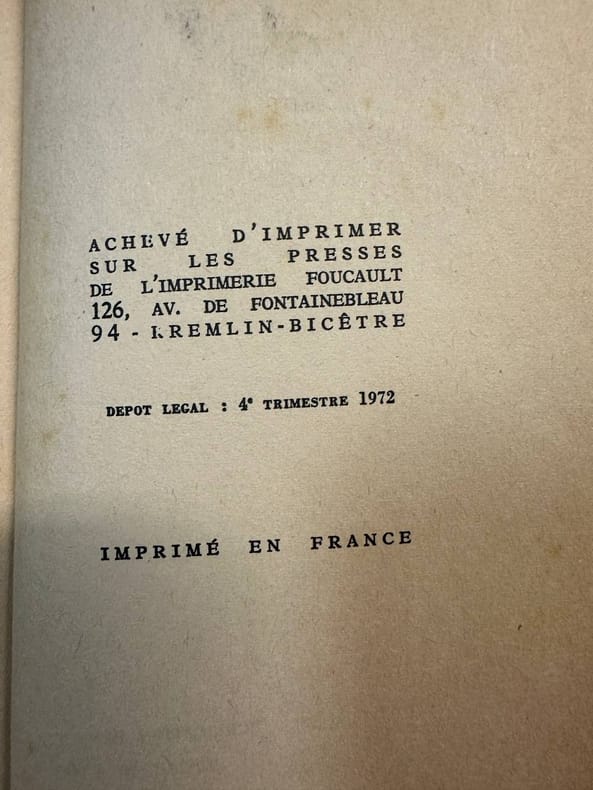 ACHEVÉ D'IMPRIMER
SUR LES PRESSES
DE L'IMPRIMERIE FOUCAULT
126, AV. DE FONTAINEBLEAU
94 - KREMLIN-BICÊTRE
DEPOT LEGAL : 4e TRIMESTRE 1972
IMPRIMÉ EN FRANCE